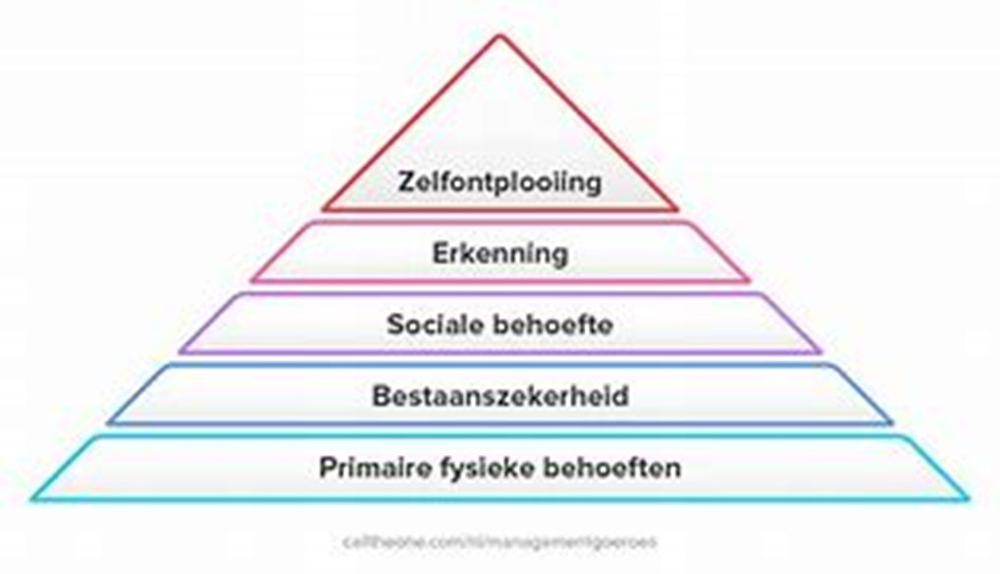 Zelfontplooiing
Erkenning
Sociale behoefte
Bestaanszekerheid
Primaire fysieke behoeften